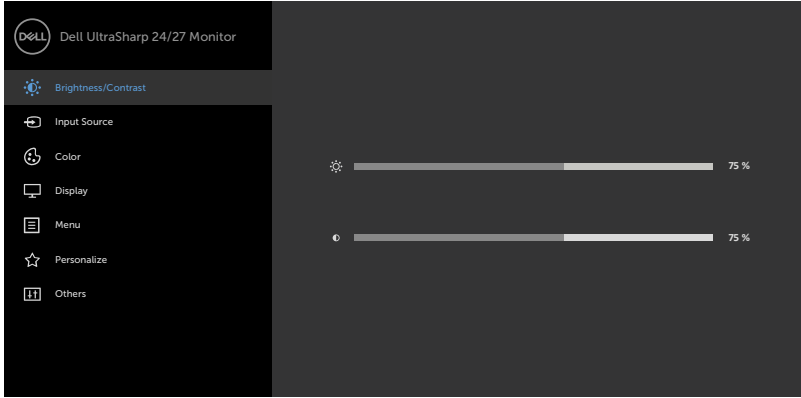 DELL
Dell UltraSharp 24/27 Monitor
Brightness/Contrast
Input Source
Color
Display
Menu
Personalize
Others
75 %
75 %